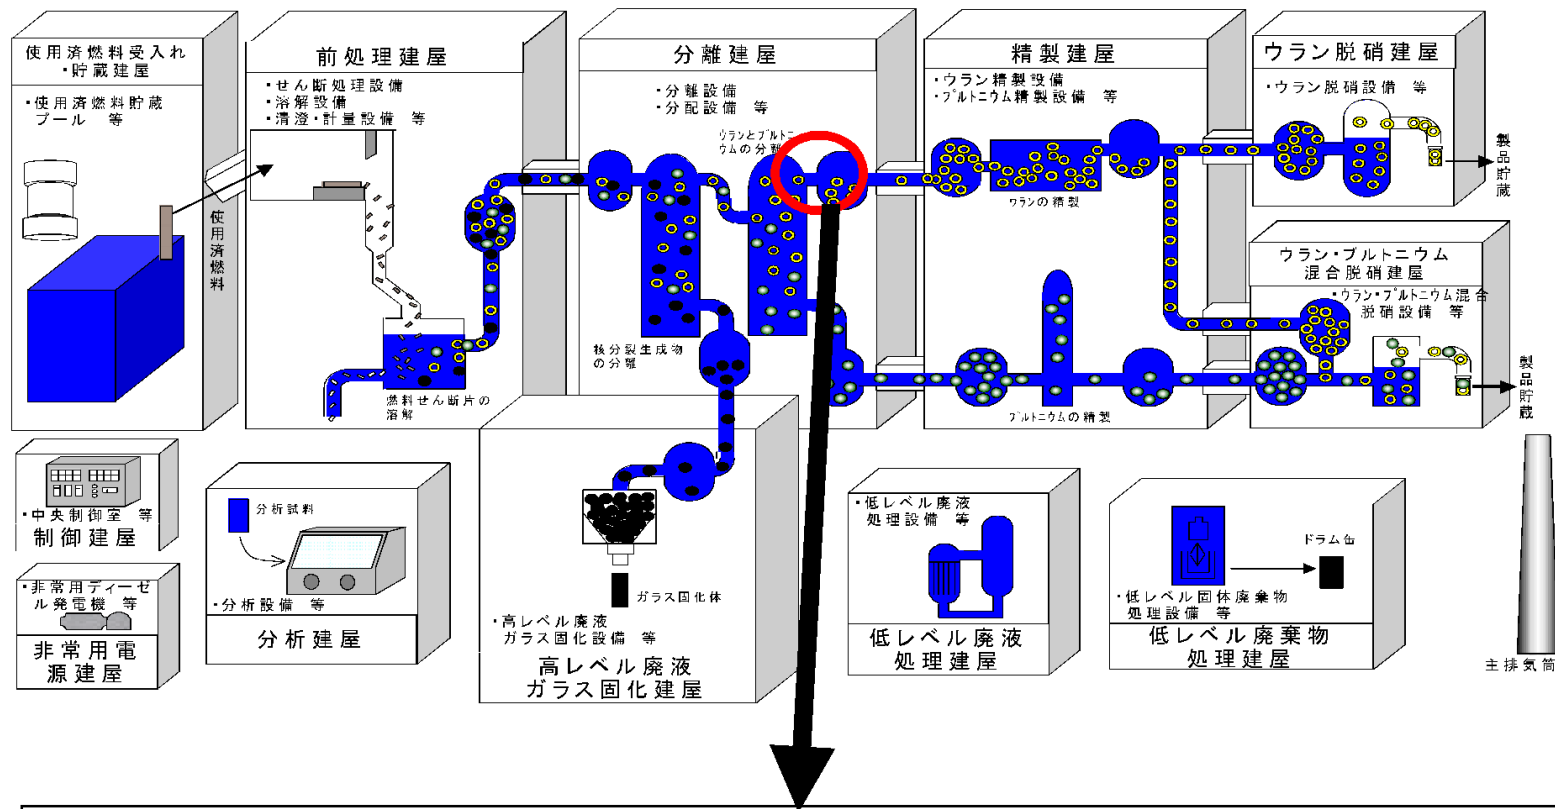 使用済燃料受入れ
・貯蔵建屋
・使用済燃料貯蔵
プール 等
使用済燃料
前処理建屋
・せん断処理設備
・溶解設備
・清澄・計量設備 等
燃料せん断片の
溶解
分離建屋
・分離設備
・分配設備 等
ウランとプルトニ
ウムの分離
核分裂生成物
の分離
精製建屋
・ウラン精製設備
・プルトニウム精製設備 等
ウランの精製
プルトニウムの精製
ウラン脱硝建屋
・ウラン脱硝設備 等
製品貯蔵
ウラン・プルトニウム
混合脱硝建屋
・ウラン・プルトニウム混合
脱硝設備 等
製品貯蔵
・中央制御室 等
制御建屋
・非常用ディーゼ
ル発電機 等
非常用電
源建屋
分析試料
・分析設備 等
分析建屋
ガラス固化体
・高レベル廃液
ガラス固化設備 等
高レベル廃液
ガラス固化建屋
・低レベル廃液
処理設備 等
低レベル廃液
処理建屋
ドラム缶
・低レベル固体廃棄物
処理設備 等
低レベル廃棄物
処理建屋
主排気筒